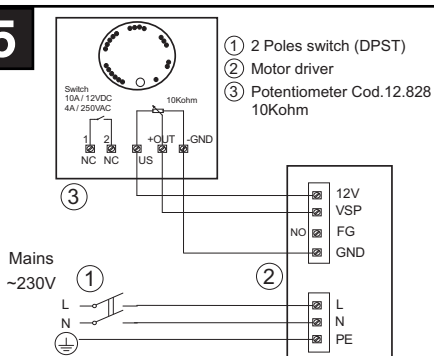 5
① 2 Poles switch (DPST)
② Motor driver
③ Potentiometer Cod.12.828
10Kohm
Switch
10A / 12VDC
4A / 250VAC
10Kohm
1 2 +OUT -GND
NC NC US
③
12V
VSP
NO FG
GND
Mains
~230V
①
②
L L
N N
PE